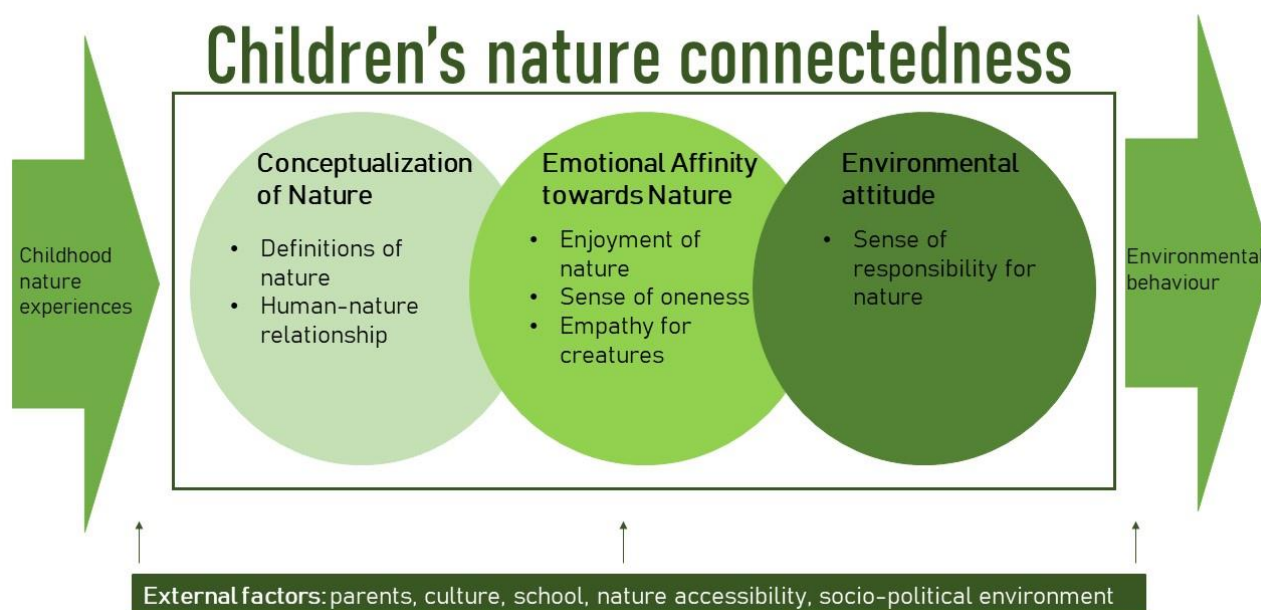 Children's nature connectedness
Childhood
nature
experiences
Conceptualization
of Nature
• Definitions of
nature
• Human-nature
relationship
Emotional Affinity
towards Nature
• Enjoyment of
nature
• Sense of oneness
• Empathy for
creatures
Environmental
attitude
• Sense of
responsibility for
nature
Environmental
behaviour
External factors: parents, culture, school, nature accessibility, socio-political environment